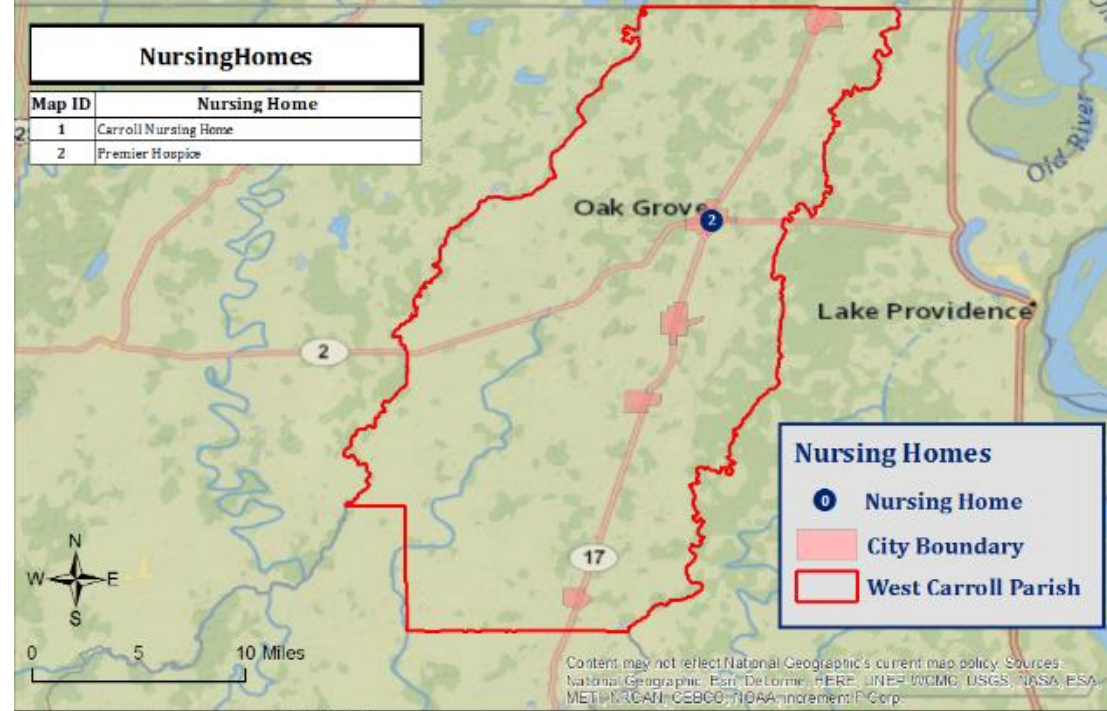 NursingHomes
Map ID Nursing Home
1 Carroll Nursing Home
2 Premier Hospice
2
Old River
Oak Grove
2
Lake Providence
2
Nursing Homes
0 Nursing Home
City Boundary
West Carroll Parish
17
N
W E
S
0 5 10 Miles
Content may not reflect National Geographic's current map policy. Sources:
National Geographic, Esri, DeLorme, HERE, UNEP-WCMC, USGS, NASA, ESA,
METI, NRCAN, GEBCO, NOAA, increment P Corp.